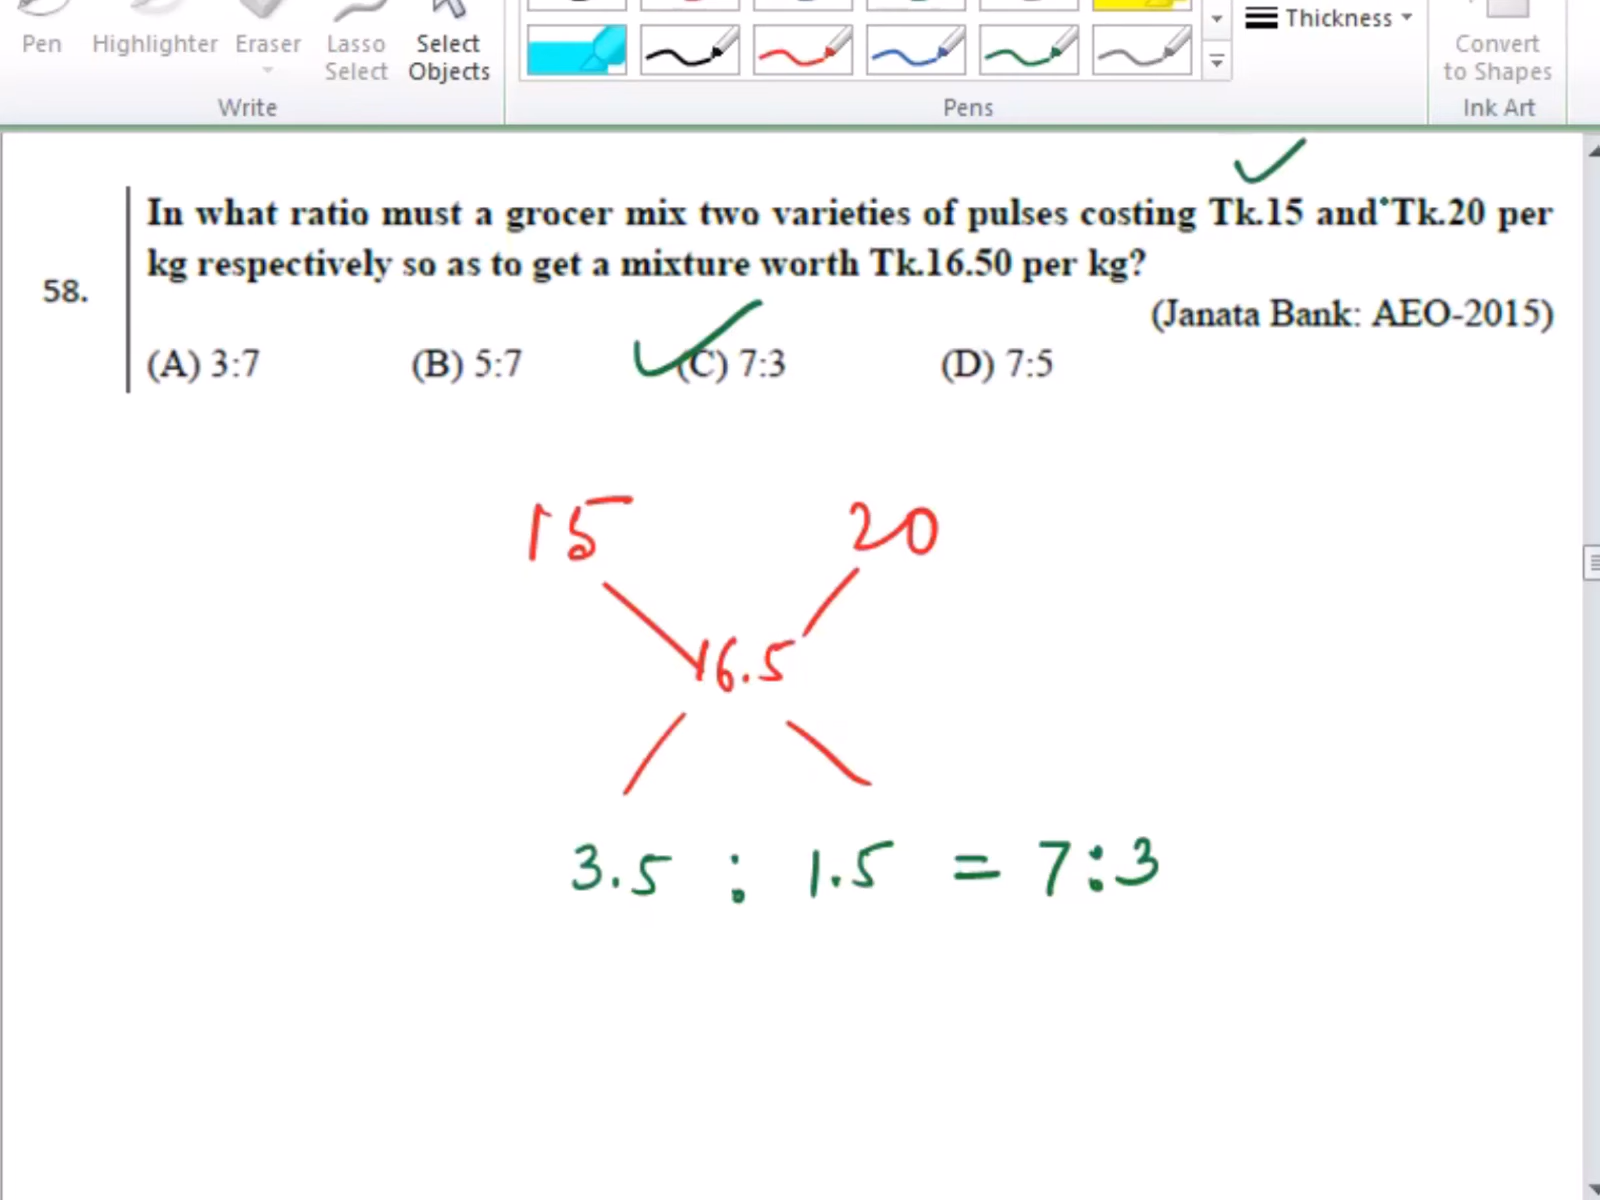 Pen Highlighter Eraser Lasso Select Select Objects
Thickness
Convert to Shapes
Write Pens Ink Art
58.
In what ratio must a grocer mix two varieties of pulses costing Tk.15 and Tk.20 per
kg respectively so as to get a mixture worth Tk.16.50 per kg?
(Janata Bank: AEO-2015)
(A) 3:7 (B) 5:7 (C) 7:3 (D) 7:5
15 20
16.5
3.5 : 1.5 = 7:3